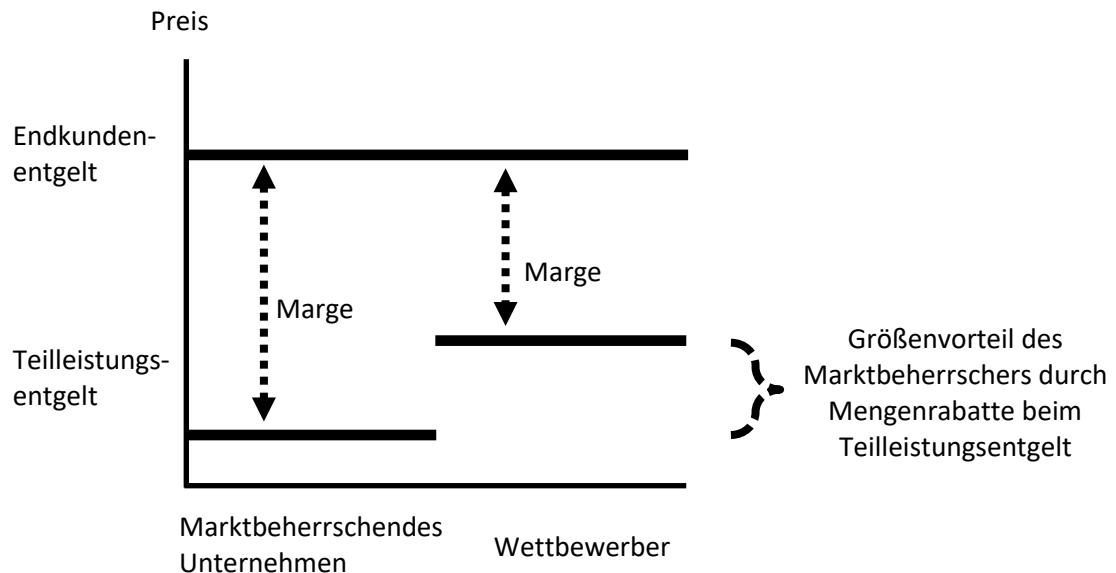 Preis
Endkunden-
entgelt
Marge
Marge
Teilleistungs-
entgelt
Größenvorteil des
Marktbeherrschers durch
Mengenrabatte beim
Teilleistungsentgelt
Marktbeherrschendes
Unternehmen
Wettbewerber